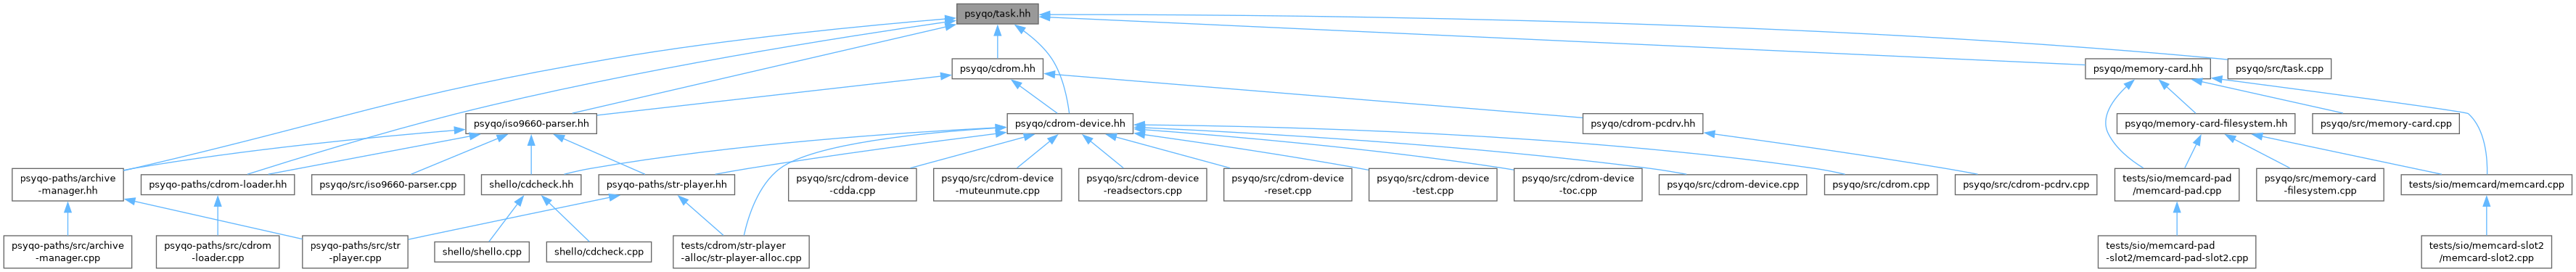 psyqo/task.hh
psyqo/cdrom.hh
psyqo/memory-card.hh
psyqo/src/task.cpp
psyqo/iso9660-parser.hh
psyqo/cdrom-device.hh
psyqo/cdrom-pcdrv.hh
psyqo/memory-card-filesystem.hh
psyqo/src/memory-card.cpp
psyqo-paths/archive
-manager.hh
psyqo-paths/cdrom-loader.hh
psyqo/src/iso9660-parser.cpp
shello/cdcheck.hh
psyqo-paths/str-player.hh
psyqo/src/cdrom-device
-cdda.cpp
psyqo/src/cdrom-device
-muteunmute.cpp
psyqo/src/cdrom-device
-readsectors.cpp
psyqo/src/cdrom-device
-reset.cpp
psyqo/src/cdrom-device
-test.cpp
psyqo/src/cdrom-device
-toc.cpp
psyqo/src/cdrom-device.cpp
psyqo/src/cdrom.cpp
psyqo/src/cdrom-pcdrv.cpp
tests/sio/memcard-pad
/memcard-pad.cpp
psyqo/src/memory-card
-filesystem.cpp
tests/sio/memcard/memcard.cpp
psyqo-paths/src/archive
-manager.cpp
psyqo-paths/src/cdrom
-loader.cpp
psyqo-paths/src/str
-player.cpp
shello/shello.cpp
shello/cdcheck.cpp
tests/cdrom/str-player
-alloc/str-player-alloc.cpp
tests/sio/memcard-pad
-slot2/memcard-pad-slot2.cpp
tests/sio/memcard-slot2
/memcard-slot2.cpp